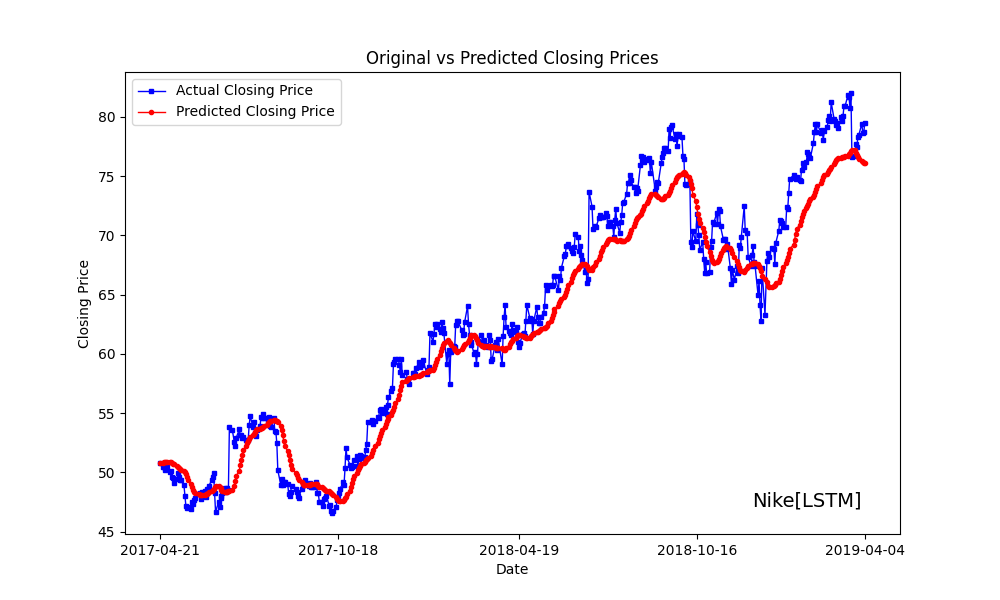 Original vs Predicted Closing Prices
Actual Closing Price
Predicted Closing Price
Closing Price
80
75
70
65
60
55
50
45
Nike[LSTM]
2017-04-21 2017-10-18 2018-04-19 2018-10-16 2019-04-04
Date